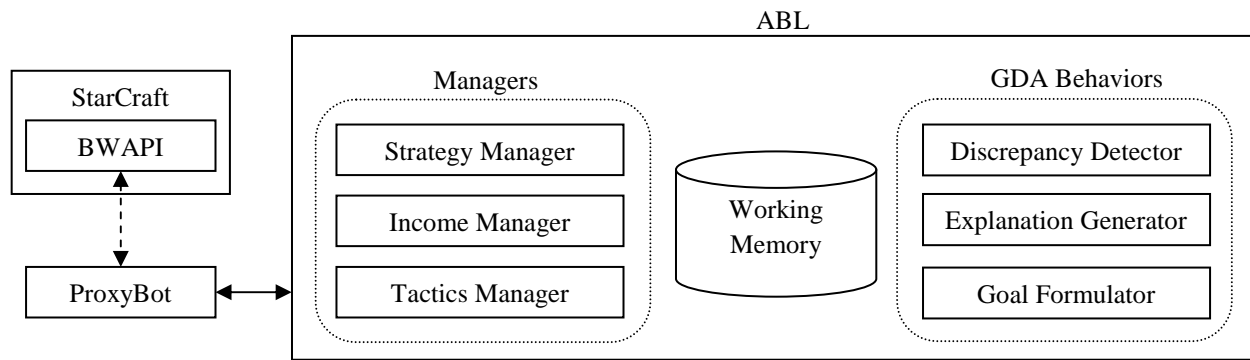 ABL
StarCraft
BWAPI
ProxyBot
Managers
Strategy Manager
Income Manager
Tactics Manager
Working
Memory
GDA Behaviors
Discrepancy Detector
Explanation Generator
Goal Formulator